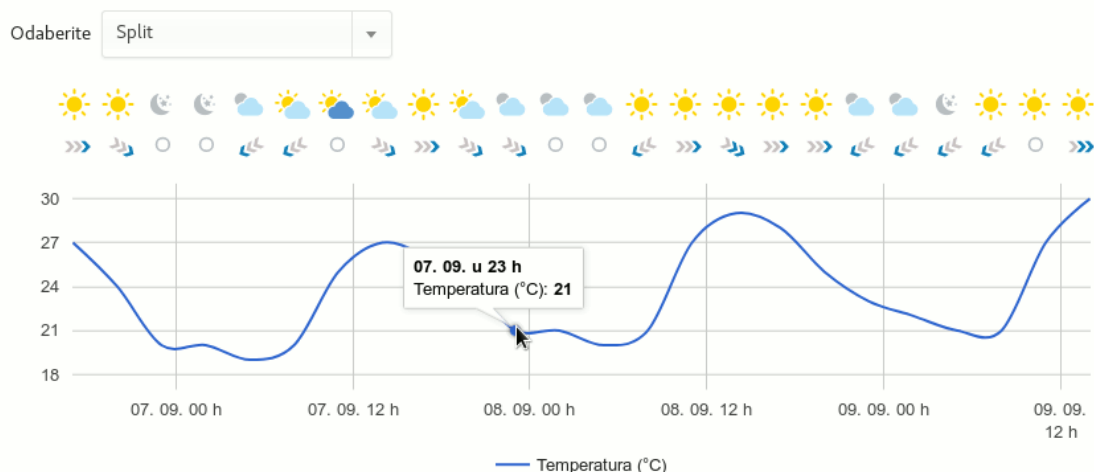 Odaberite
Split
30
27
24
21
18
07. 09. u 23 h
Temperatura (°C): 21
07. 09. 00 h
07. 09. 12 h
08. 09. 00 h
08. 09. 12 h
09. 09. 00 h
09. 09.
12 h
Temperatura (°C)